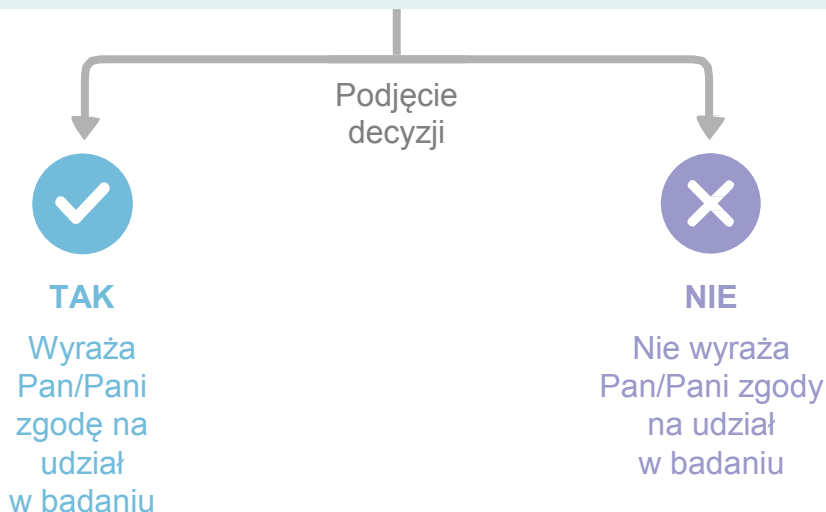 Podjęcie
decyzji
TAK
Wyraża
Pan/Pani
zgodę na
udział
w badaniu
NIE
Nie wyraża
Pan/Pani zgody
na udział
w badaniu